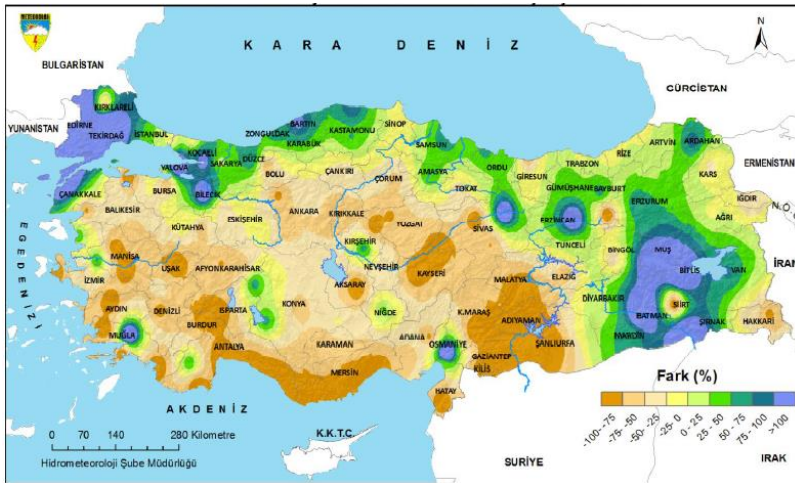 METEOROLOJİ
N
K A R A D E N İ Z
BULGARİSTAN
GÜRCİSTAN
YUNANİSTAN
ERMENİSTAN
İRAN
IRAK
SURİYE
K.K.T.C.
A K D E N İ Z
E G E D E N İ Z İ
KIRKLARELİ
EDİRNE
TEKİRDAĞ
İSTANBUL
KOCAELİ
YALOVA
SAKARYA
DÜZCE
ZONGULDAK
BARTIN
KARABÜK
KASTAMONU
SİNOP
SAMSUN
ORDU
GİRESUN
TRABZON
RİZE
ARTVİN
ARDAHAN
KARS
IĞDIR
AĞRI
ERZURUM
BAYBURT
GÜMÜŞHANE
ERZİNCAN
TUNCELİ
BİNGÖL
MUŞ
BİTLİS
VAN
SİİRT
BATMAN
ŞIRNAK
HAKKARİ
MARDİN
DİYARBAKIR
ELAZIĞ
MALATYA
ADIYAMAN
ŞANLIURFA
GAZİANTEP
KİLİS
HATAY
OSMANİYE
K.MARAŞ
ADANA
MERSİN
KARAMAN
NİĞDE
KAYSERİ
SİVAS
TOKAT
AMASYA
ÇORUM
YOZGAT
KIRŞEHİR
NEVŞEHİR
AKSARAY
KIRIKKALE
ÇANKIRI
ANKARA
BOLU
BİLECİK
BURSA
ÇANAKKALE
BALIKESİR
KÜTAHYA
ESKİŞEHİR
MANİSA
UŞAK
AFYONKARAHİSAR
KONYA
İZMİR
AYDIN
DENİZLİ
ISPARTA
BURDUR
MUĞLA
ANTALYA
Fark (%)
-100--75
-75--50
-50--25
-25- 0
0 - 25
25 - 50
50 - 75
75 - 100
>100
0 70 140 280 Kilometre
Hidrometeoroloji Şube Müdürlüğü